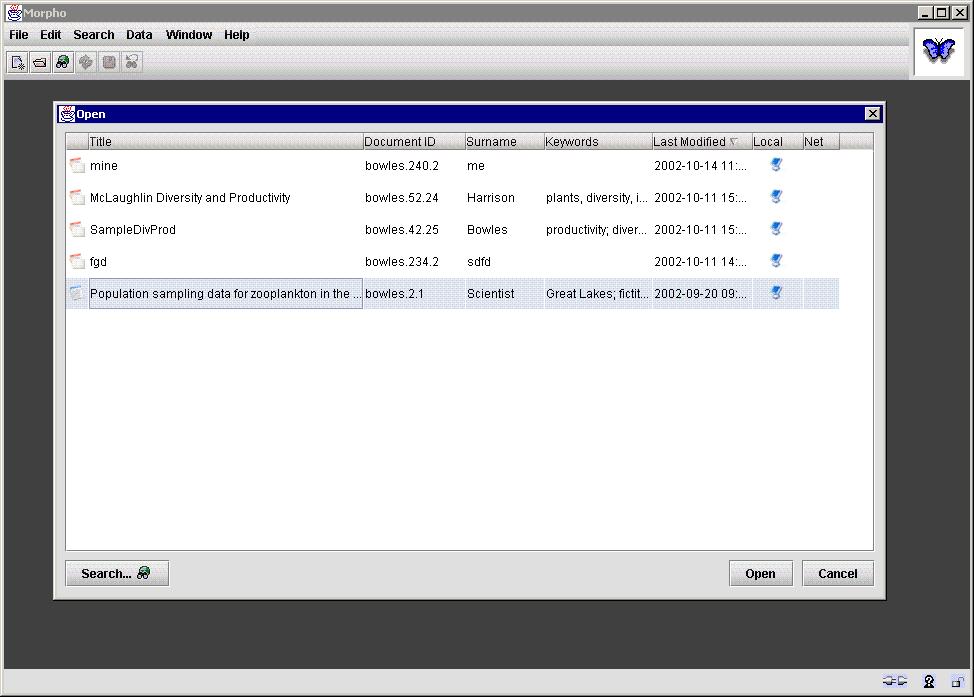 Morpho
File Edit Search Data Window Help
Open
Title Document ID Surname Keywords Last Modified Local Net
mine bowles.240.2 me 2002-10-14 11:...
McLaughlin Diversity and Productivity bowles.52.24 Harrison plants, diversity, i... 2002-10-11 15:...
SampleDivProd bowles.42.25 Bowles productivity; diver... 2002-10-11 15:...
fgd bowles.234.2 sdfd 2002-10-11 14:...
Population sampling data for zooplankton in the ... bowles.2.1 Scientist Great Lakes; fictit... 2002-09-20 09:...
Search... Open Cancel